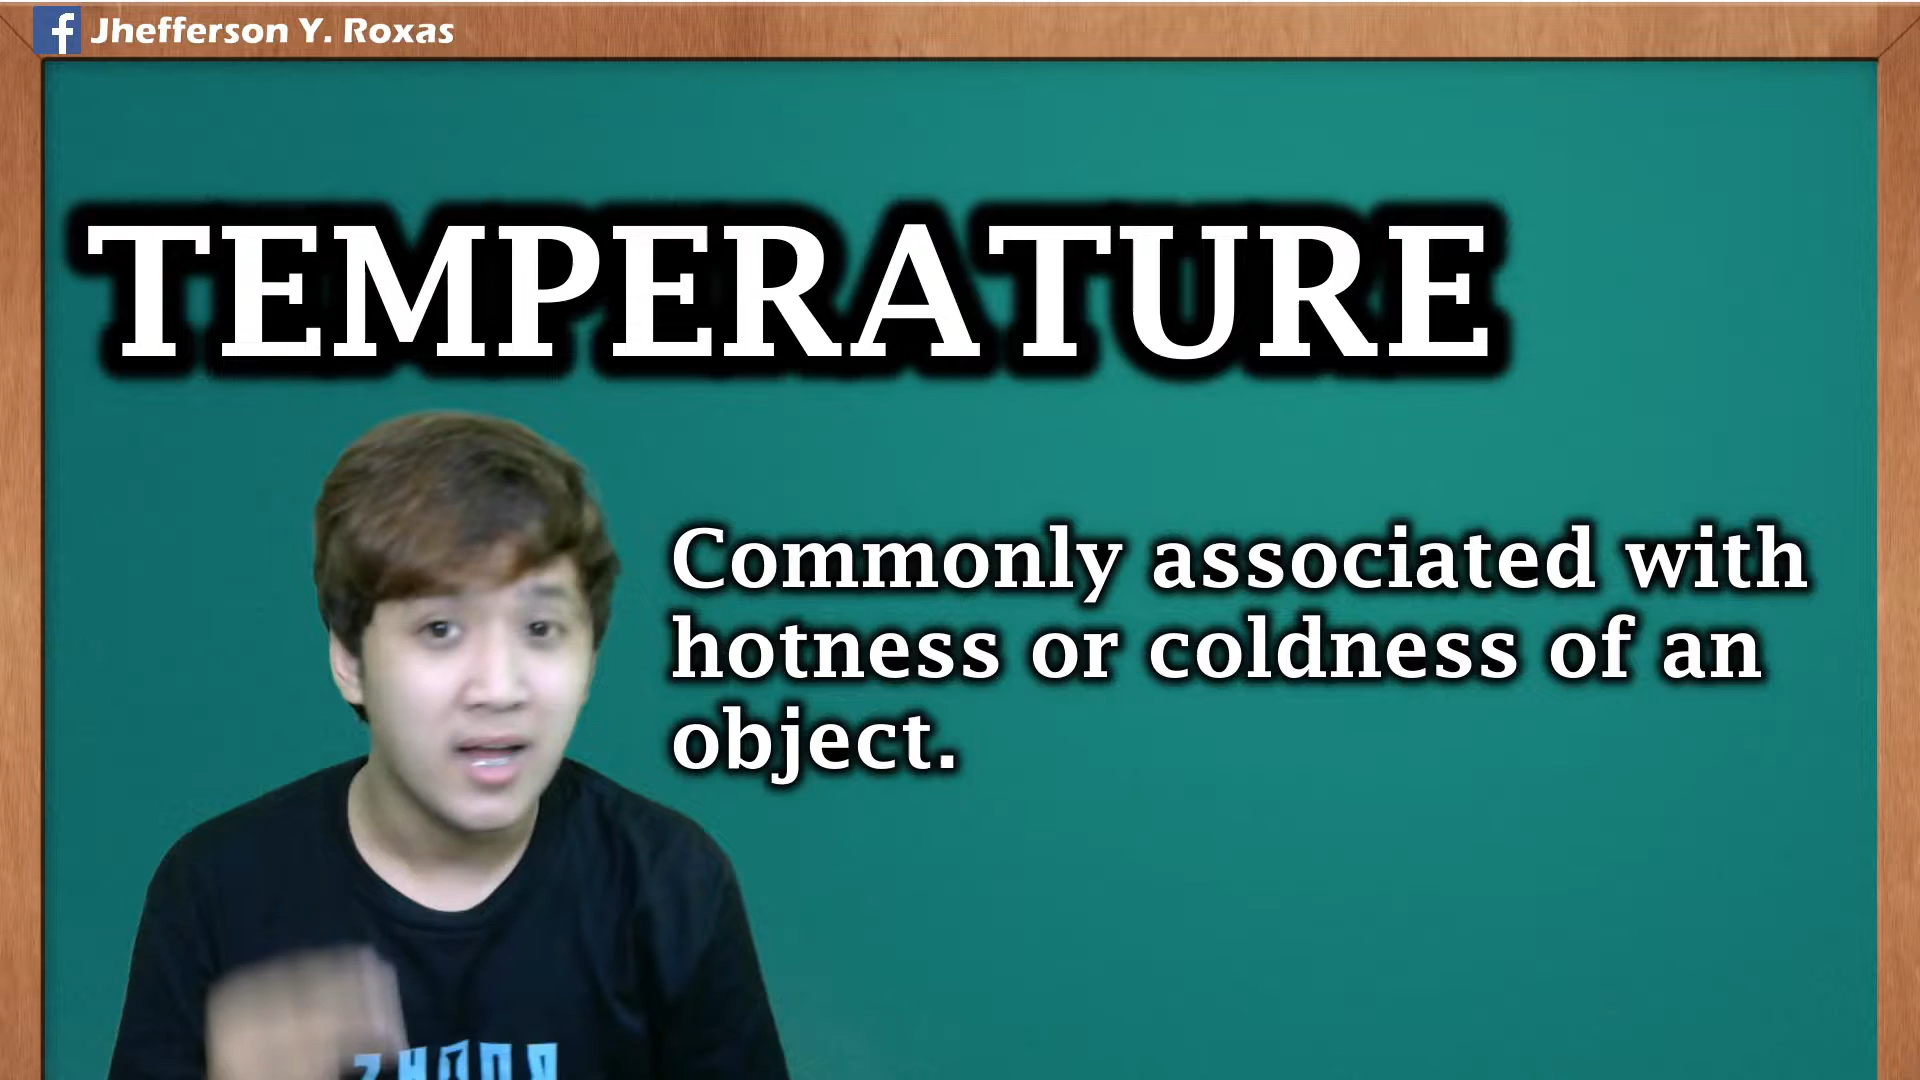 Jhefferson Y. Roxas
TEMPERATURE
Commonly associated with
hotness or coldness of an
object.